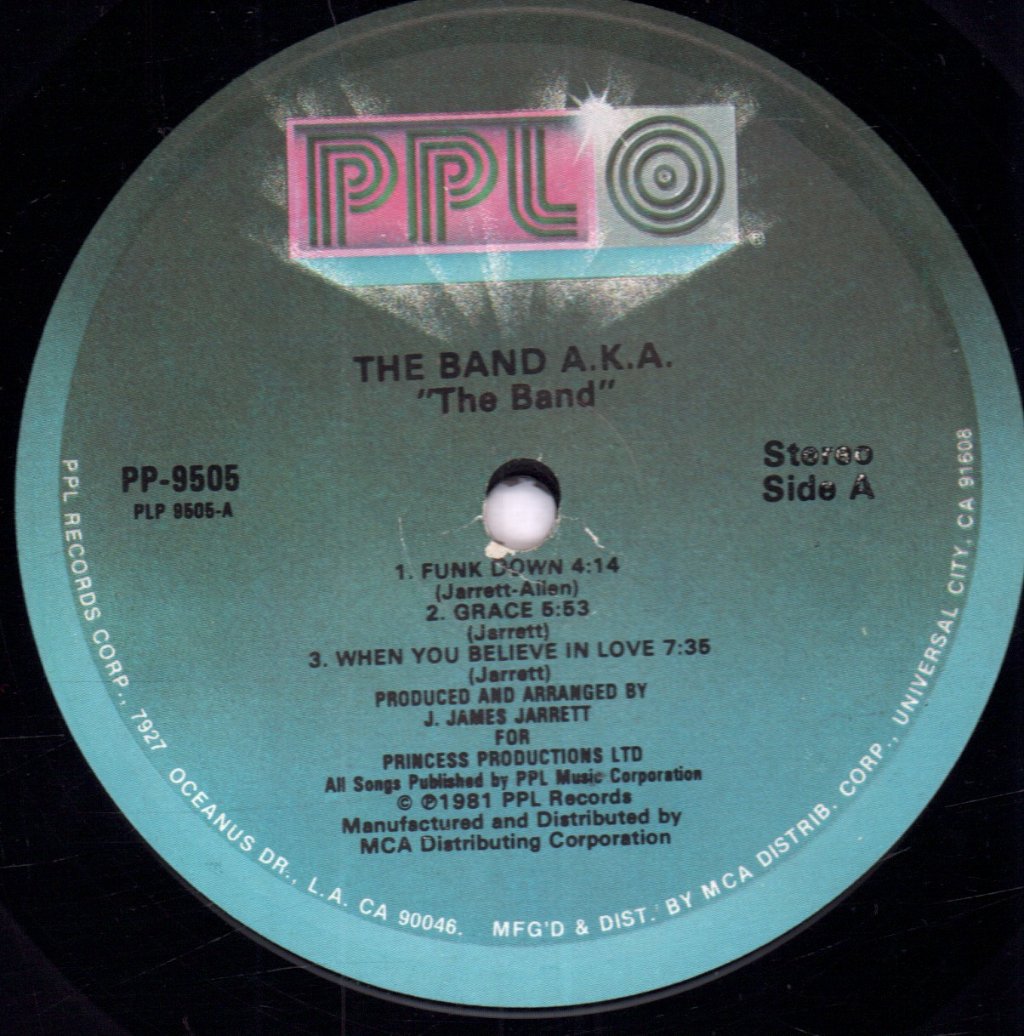 PPL
®
THE BAND A.K.A.
"The Band"
PP-9505
PLP 9505-A
Stereo
Side A
1. FUNK DOWN 4:14
(Jarrett-Allen)
2. GRACE 5:53
(Jarrett)
3. WHEN YOU BELIEVE IN LOVE 7:35
(Jarrett)
PRODUCED AND ARRANGED BY
J. JAMES JARRETT
FOR
PRINCESS PRODUCTIONS LTD
All Songs Published by PPL Music Corporation
© ℗1981 PPL Records
Manufactured and Distributed by
MCA Distributing Corporation
PPL RECORDS CORP., 7927 OCEANUS DR., L.A. CA 90046. MFG'D & DIST. BY MCA DISTRIB. CORP., UNIVERSAL CITY, CA 91608